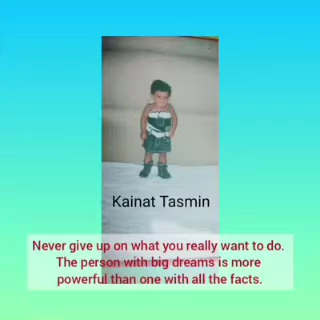 Kainat Tasmin
Never give up on what you really want to do.
The person with big dreams is more
powerful than one with all the facts.